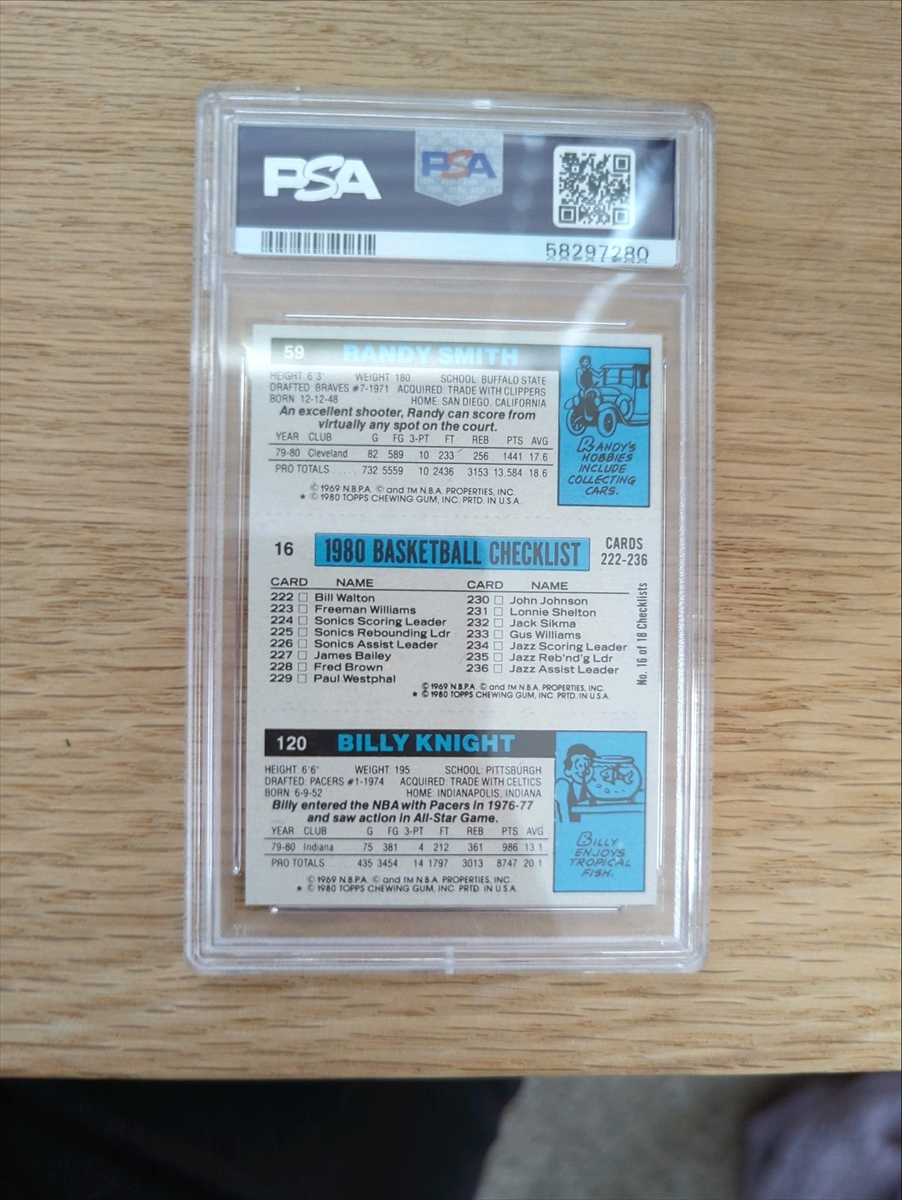 PSA
PSA
58297280
59 RANDY SMITH
HEIGHT 6'3" WEIGHT 180 SCHOOL: BUFFALO STATE
DRAFTED: BRAVES #7-1971 ACQUIRED: TRADE WITH CLIPPERS
BORN: 12-12-48 HOME: SAN DIEGO, CALIFORNIA
An excellent shooter, Randy can score from
virtually any spot on the court.
YEAR CLUB G FG 3-PT FT REB PTS AVG
79-80 Cleveland 82 589 10 233 256 1441 17.6
PRO TOTALS ..... 732 5559 10 2436 3153 13,584 18.6
© 1969 N.B.P.A. © and TM N.B.A. PROPERTIES, INC.
★ © 1980 TOPPS CHEWING GUM, INC. PRTD. IN U.S.A.
RANDY'S
HOBBIES
INCLUDE
COLLECTING
CARS.
16 1980 BASKETBALL CHECKLIST CARDS
222-236
CARD NAME CARD NAME
222 □ Bill Walton 230 □ John Johnson
223 □ Freeman Williams 231 □ Lonnie Shelton
224 □ Sonics Scoring Leader 232 □ Jack Sikma
225 □ Sonics Rebounding Ldr 233 □ Gus Williams
226 □ Sonics Assist Leader 234 □ Jazz Scoring Leader
227 □ James Bailey 235 □ Jazz Reb'nd'g Ldr
228 □ Fred Brown 236 □ Jazz Assist Leader
229 □ Paul Westphal
© 1969 N.B.P.A. © and TM N.B.A. PROPERTIES, INC.
★ © 1980 TOPPS CHEWING GUM, INC. PRTD. IN U.S.A.
No. 16 of 18 Checklists
120 BILLY KNIGHT
HEIGHT 6'6" WEIGHT 195 SCHOOL: PITTSBURGH
DRAFTED: PACERS #1-1974 ACQUIRED: TRADE WITH CELTICS
BORN 6-9-52 HOME: INDIANAPOLIS, INDIANA
Billy entered the NBA with Pacers in 1976-77
and saw action in All-Star Game.
YEAR CLUB G FG 3-PT FT REB PTS AVG
79-80 Indiana 75 381 4 212 361 986 13.1
PRO TOTALS 435 3454 14 1797 3013 8747 20.1
© 1969 N.B.P.A. © and TM N.B.A. PROPERTIES, INC.
★ © 1980 TOPPS CHEWING GUM, INC. PRTD. IN U.S.A.
BILLY
ENJOYS
TROPICAL
FISH.